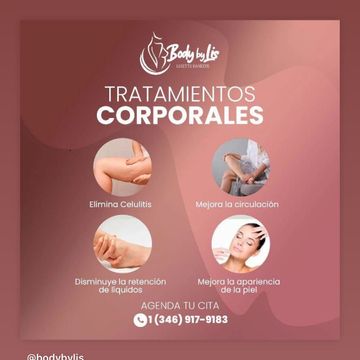 Body by Lis
TRATAMIENTOS
CORPORALES
Elimina Celulitis
Mejora la circulación
Disminuye la retención
de líquidos
Mejora la apariencia
de la piel
AGENDA TU CITA
1 (346) 917-9183
@bodybylis